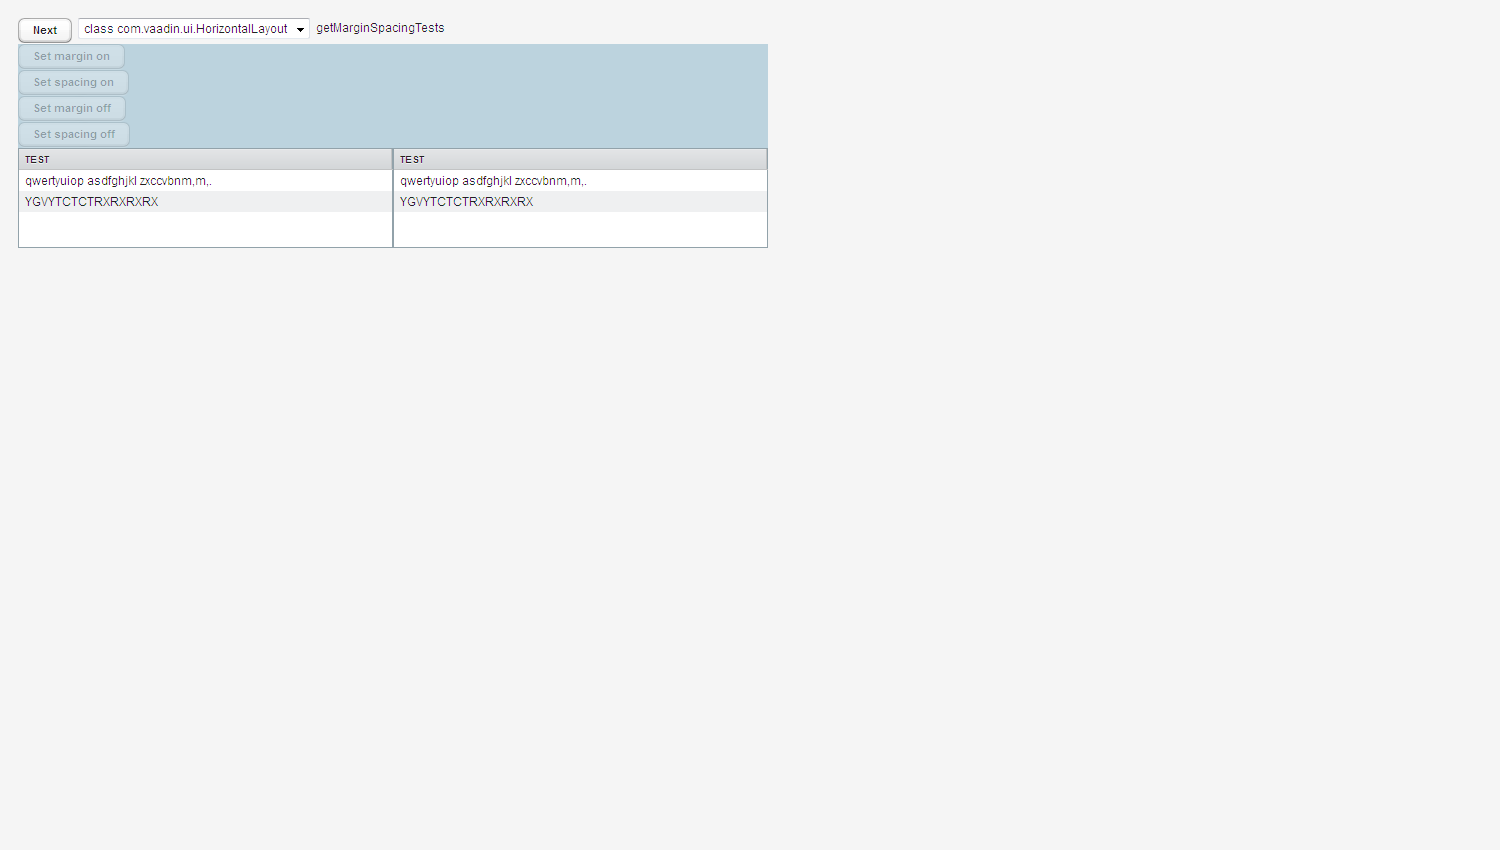 Next class com.vaadin.ui.HorizontalLayout getMarginSpacingTests
Set margin on
Set spacing on
Set margin off
Set spacing off
TEST TEST
qwertyuiop asdfghjkl zxccvbnm,m,. qwertyuiop asdfghjkl zxccvbnm,m,.
YGVYTCTCTRXRXRXRX YGVYTCTCTRXRXRXRX